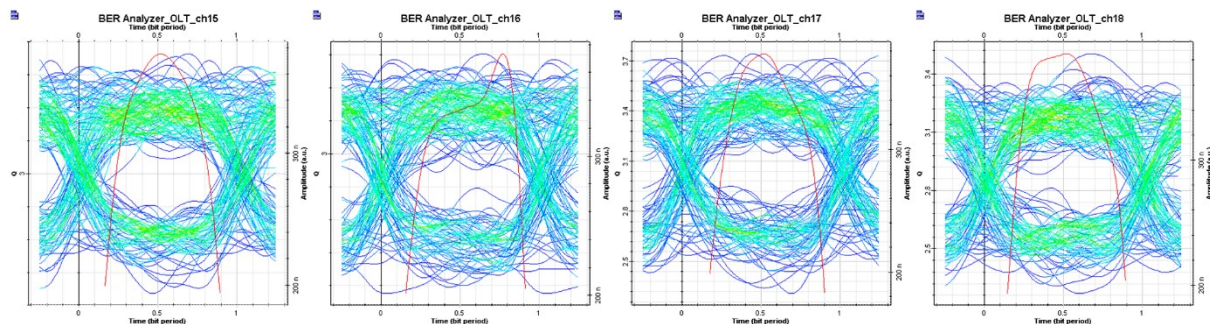 BER Analyzer_OLT_ch15
Time (bit period)
0
0.5
1
Q
3
Amplitude (a.u.)
300 n
200 n
0
0.5
1
Time (bit period)
BER Analyzer_OLT_ch16
Time (bit period)
0
0.5
1
Q
3
Amplitude (a.u.)
300 n
200 n
0
0.5
1
Time (bit period)
BER Analyzer_OLT_ch17
Time (bit period)
0
0.5
1
Q
3.7
3.4
3.1
2.8
2.5
Amplitude (a.u.)
300 n
200 n
0
0.5
1
Time (bit period)
BER Analyzer_OLT_ch18
Time (bit period)
0
0.5
1
Q
3.4
3.1
2.8
2.5
Amplitude (a.u.)
300 n
200 n
0
0.5
1
Time (bit period)